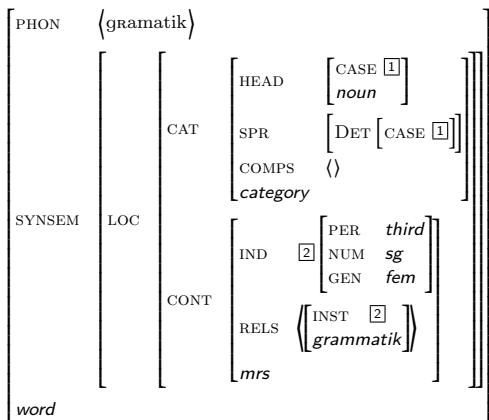 PHON ⟨gʀamatik⟩
HEAD [CASE 1
noun]
CAT SPR [DET [CASE 1]]
COMPS ⟨⟩
category
SYNSEM LOC
IND 2 [PER third
NUM sg
GEN fem]
CONT
RELS ⟨[INST 2
grammatik]⟩
mrs
word